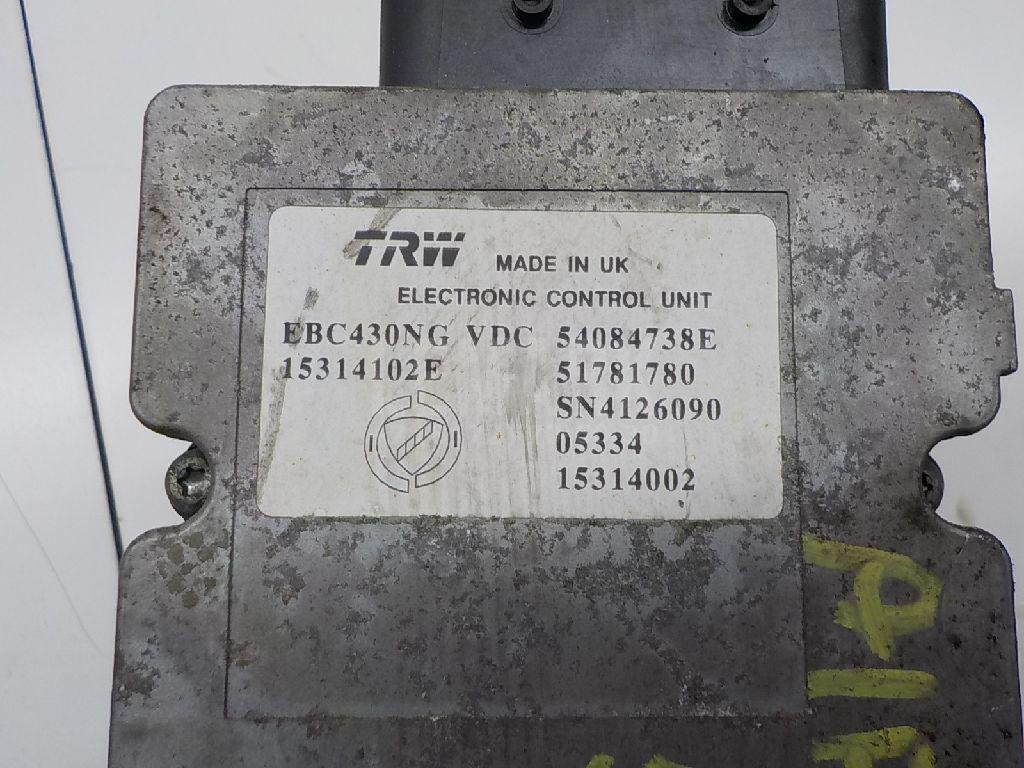 TRW MADE IN UK
ELECTRONIC CONTROL UNIT
EBC430NG VDC 54084738E
15314102E 51781780
SN4126090
05334
15314002